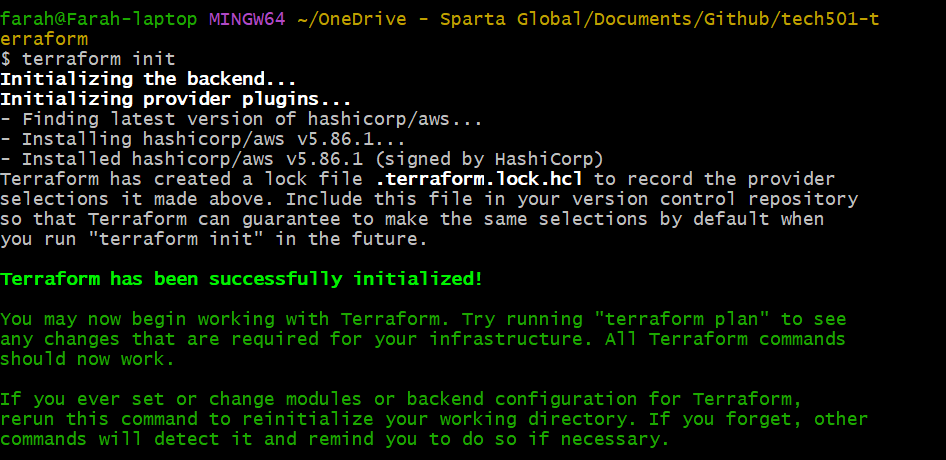 farah@Farah-laptop MINGW64 ~/OneDrive - Sparta Global/Documents/Github/tech501-t
erraform
$ terraform init
Initializing the backend...
Initializing provider plugins...
- Finding latest version of hashicorp/aws...
- Installing hashicorp/aws v5.86.1...
- Installed hashicorp/aws v5.86.1 (signed by HashiCorp)
Terraform has created a lock file .terraform.lock.hcl to record the provider
selections it made above. Include this file in your version control repository
so that Terraform can guarantee to make the same selections by default when
you run "terraform init" in the future.
Terraform has been successfully initialized!
You may now begin working with Terraform. Try running "terraform plan" to see
any changes that are required for your infrastructure. All Terraform commands
should now work.
If you ever set or change modules or backend configuration for Terraform,
rerun this command to reinitialize your working directory. If you forget, other
commands will detect it and remind you to do so if necessary.